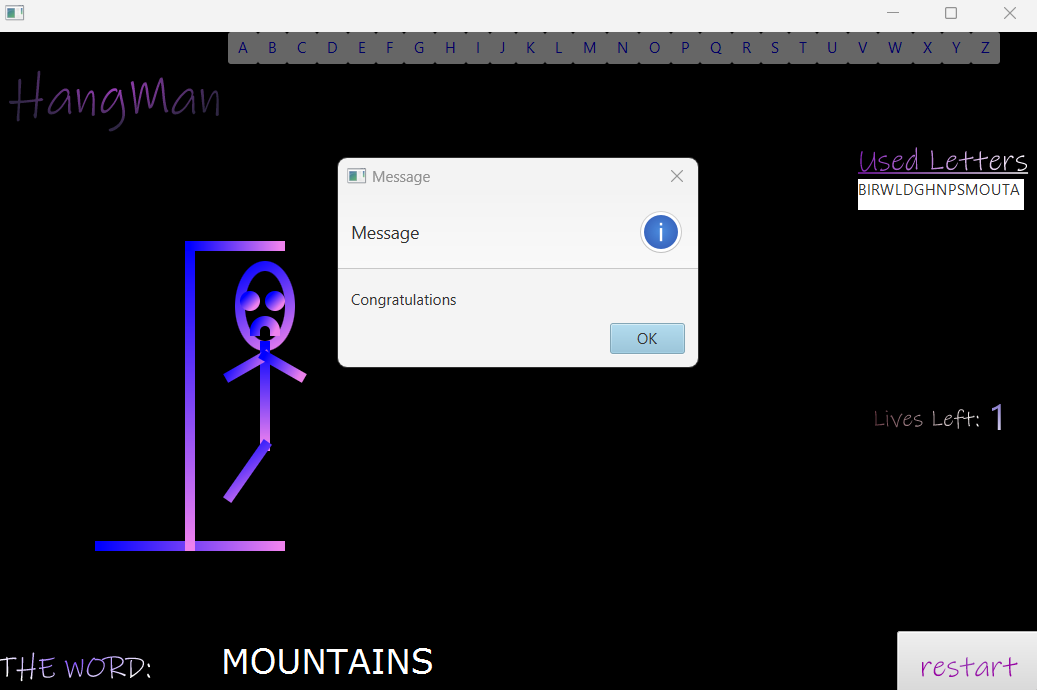 A B C D E F G H I J K L M N O P Q R S T U V W X Y Z
HangMan
Used Letters
BIRWLDGHNPSMOUTA
Message
Message
i
Congratulations
OK
Lives Left: 1
THE WORD: MOUNTAINS
restart